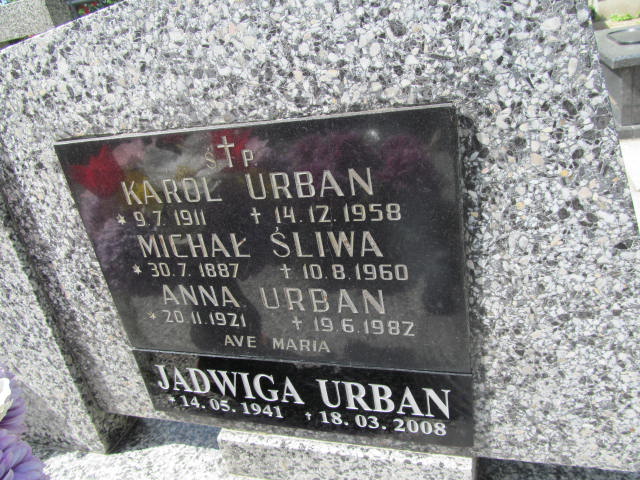 Ś † P
KAROL URBAN
* 9.7.1911 † 14.12.1958
MICHAŁ ŚLIWA
* 30.7.1887 † 10.8.1960
ANNA URBAN
* 20.11.1921 † 19.6.1982
AVE MARIA
JADWIGA URBAN
* 14.05.1941 † 18.03.2008